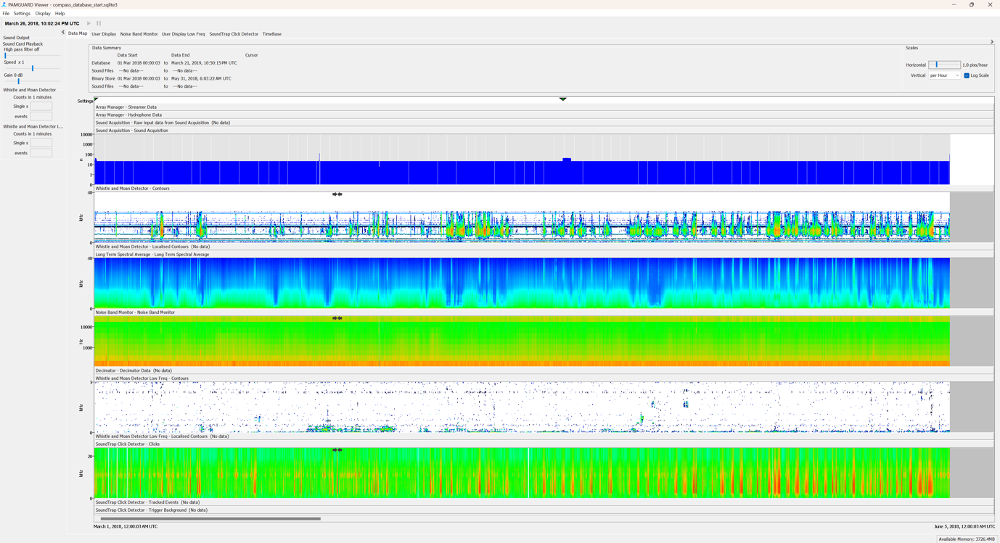 PAMGUARD Viewer - compass_database_start.sqlite3
File Settings Display Help
March 26, 2018, 10:02:24 PM UTC
Data Map User Display Noise Band Monitor User Display Low Freq SoundTrap Click Detector TimeBase
Sound Output
Sound Card Playback
High pass filter off
Speed x 1
Gain 0 dB
Whistle and Moan Detector
Counts in 1 minutes
Single s
events
Whistle and Moan Detector L...
Counts in 1 minutes
Single s
events
Data Summary
Data Start Data End Cursor
Database 01 Mar 2018 00:00:03 to March 21, 2019, 10:50:15 PM UTC
Sound Files ---No data--- to ---No data---
Binary Store 01 Mar 2018 00:00:03 to May 31, 2018, 6:03:22 AM UTC
Sound Files ---No data--- to ---No data---
Scales
Horizontal 1.0 pixs/hour
Vertical per Hour Log Scale
Settings
Array Manager - Streamer Data
Array Manager - Hydrophone Data
Sound Acquisition - Raw input data from Sound Acquisition (No data)
Sound Acquisition - Sound Acquisition
10000
1000
100
n
10
1
0
Whistle and Moan Detector - Contours
48
kHz
0
Whistle and Moan Detector - Localised Contours (No data)
Long Term Spectral Average - Long Term Spectral Average
48
kHz
0
Noise Band Monitor - Noise Band Monitor
10000
Hz
1000
Decimator - Decimator Data (No data)
Whistle and Moan Detector Low Freq - Contours
5
kHz
0
Whistle and Moan Detector Low Freq - Localised Contours (No data)
SoundTrap Click Detector - Clicks
20
kHz
0
SoundTrap Click Detector - Tracked Events (No data)
SoundTrap Click Detector - Trigger Background (No data)
March 1, 2018, 12:00:03 AM UTC June 5, 2018, 12:00:03 AM UTC
Available Memory: 3726.4MB